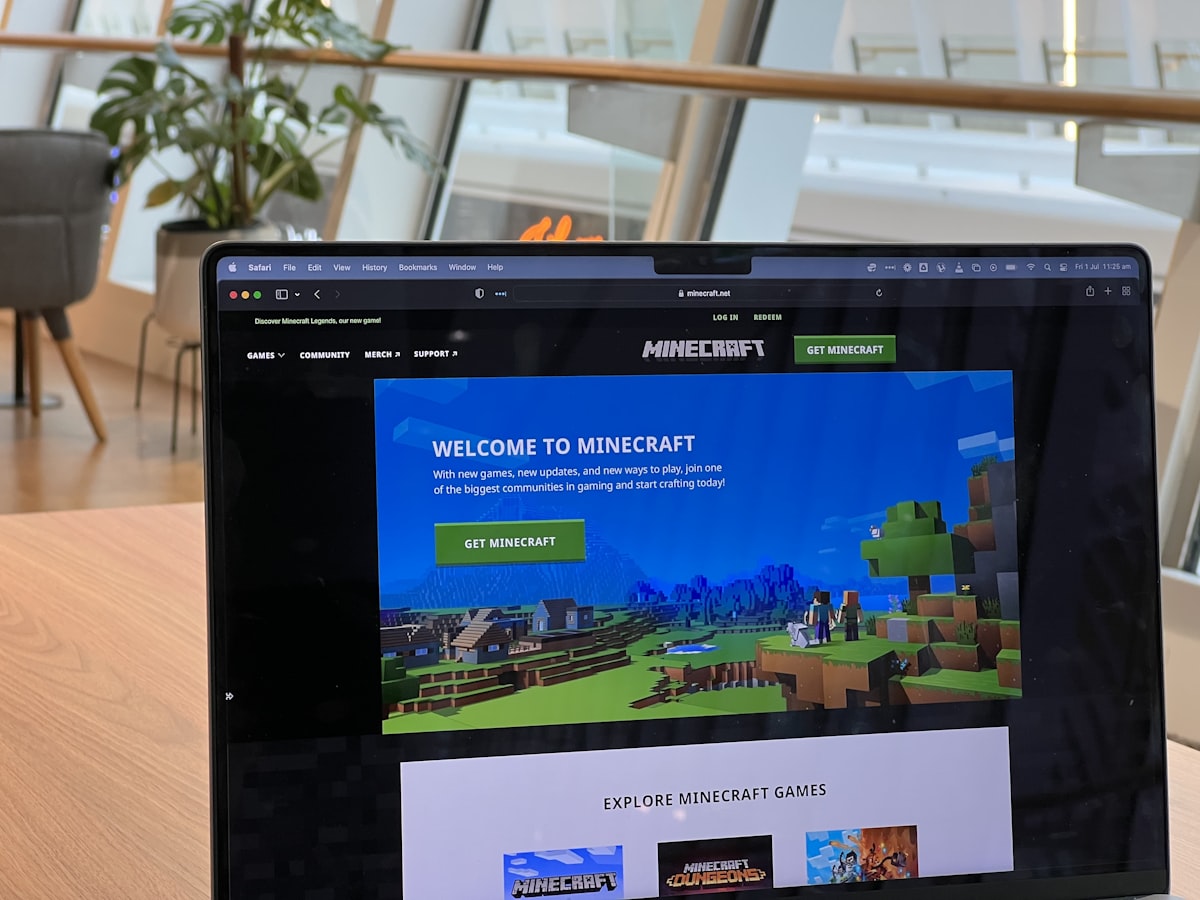 Safari File Edit View History Bookmarks Window Help
Fri 1 Jul 11:25 am
minecraft.net
Discover Minecraft Legends, our new game!
LOG IN REDEEM
GAMES COMMUNITY MERCH SUPPORT
MINECRAFT
GET MINECRAFT
WELCOME TO MINECRAFT
With new games, new updates, and new ways to play, join one
of the biggest communities in gaming and start crafting today!
GET MINECRAFT
EXPLORE MINECRAFT GAMES
MINECRAFT
MINECRAFT
DUNGEONS